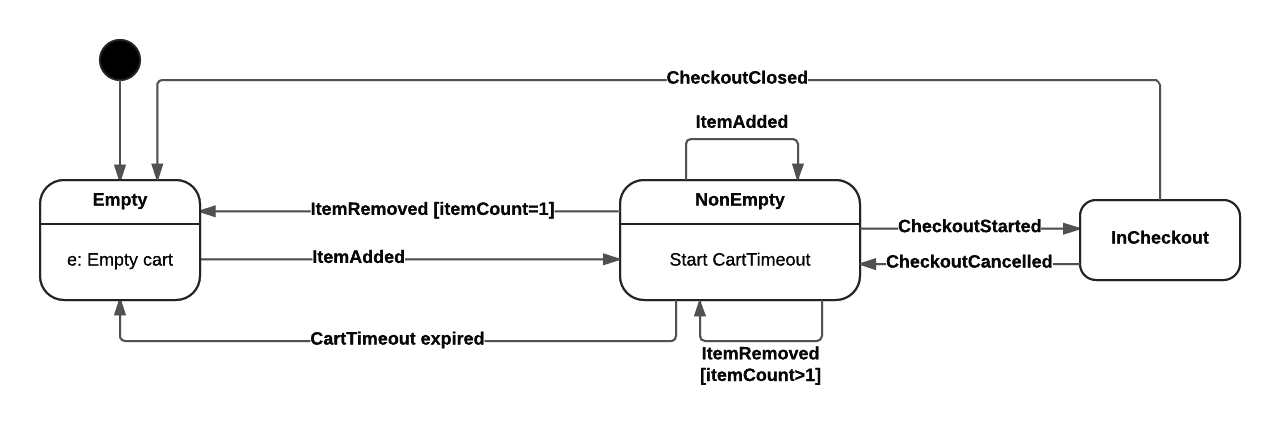 CheckoutClosed
ItemAdded
Empty
NonEmpty
ItemRemoved [itemCount=1]
CheckoutStarted
InCheckout
e: Empty cart
ItemAdded
Start CartTimeout
CheckoutCancelled
CartTimeout expired
ItemRemoved
[itemCount>1]